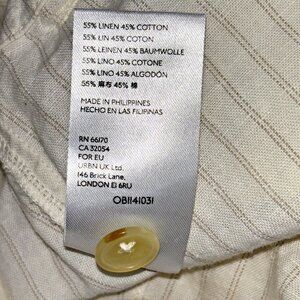 55% LINEN 45% COTTON
55% LIN 45% COTON
55% LEINEN 45% BAUMWOLLE
55% LINO 45% COTONE
55% LINO 45% ALGODÓN
55% 麻布 45% 棉
MADE IN PHILIPPINES
HECHO EN LAS FILIPINAS
RN 66170
CA 32054
FOR EU
URBN UK Ltd.
146 Brick Lane,
LONDON E1 6RU
OB1141031